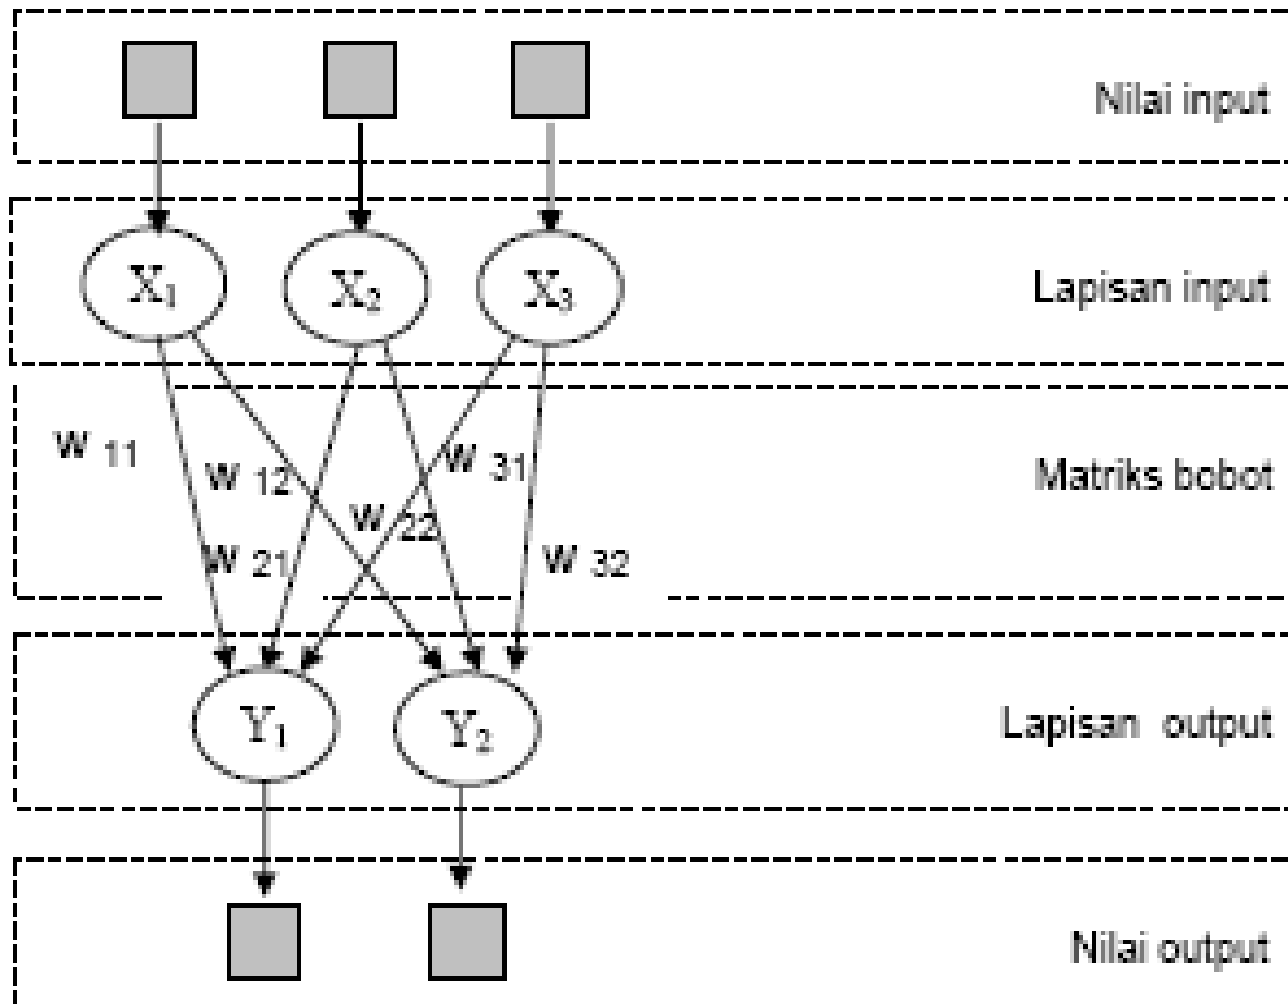 Nilai input
X1 X2 X3
Lapisan input
w 11
w 12
w 31
Matriks bobot
w 22
w 21
w 32
Y1 Y2
Lapisan output
Nilai output